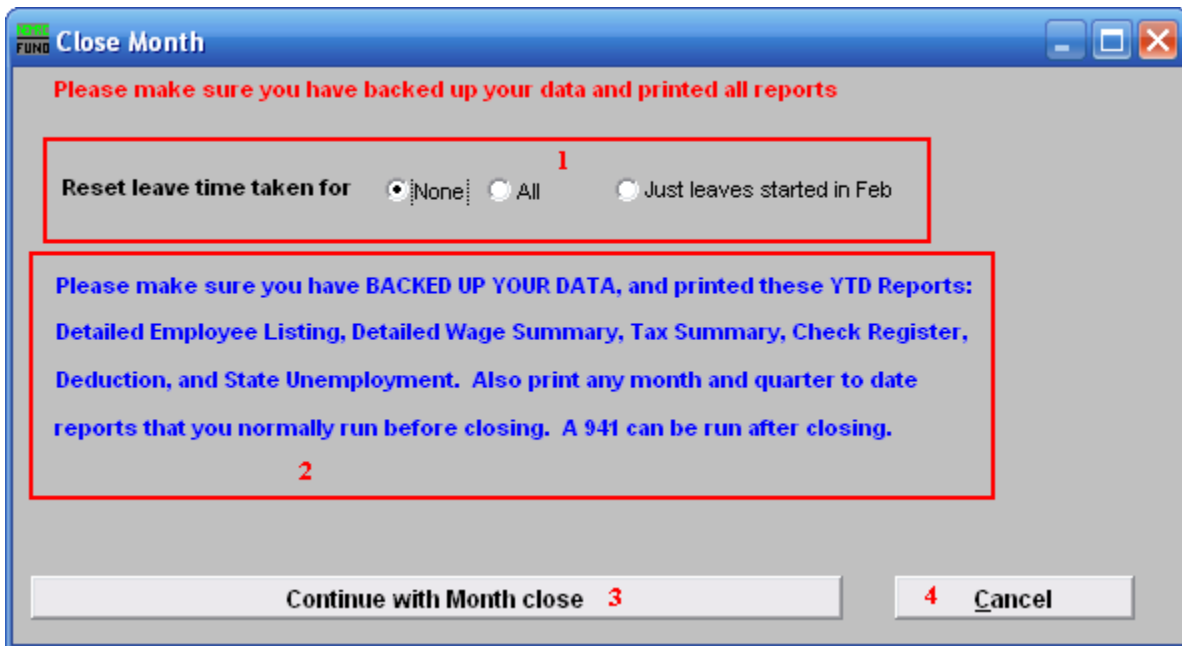 FUND Close Month
Please make sure you have backed up your data and printed all reports
1
Reset leave time taken for None All Just leaves started in Feb
Please make sure you have BACKED UP YOUR DATA, and printed these YTD Reports:
Detailed Employee Listing, Detailed Wage Summary, Tax Summary, Check Register,
Deduction, and State Unemployment. Also print any month and quarter to date
reports that you normally run before closing. A 941 can be run after closing.
2
Continue with Month close 3 4 Cancel